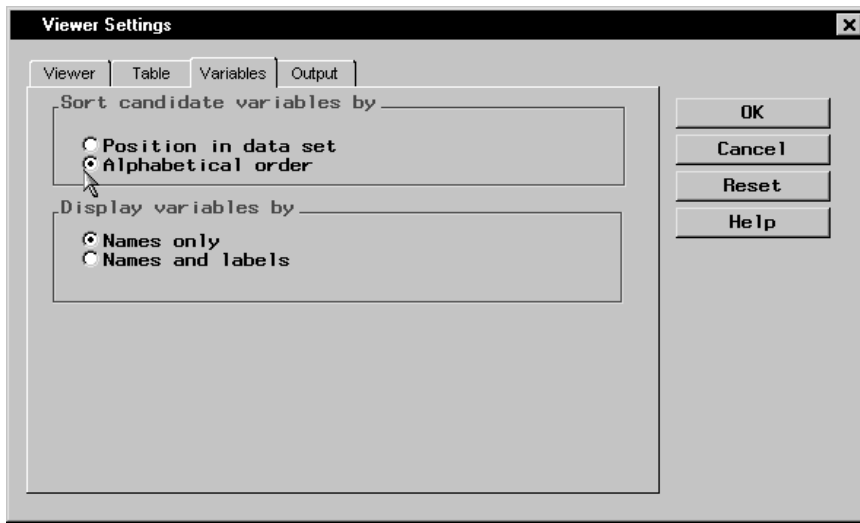 Viewer Settings
Viewer Table Variables Output
Sort candidate variables by
Position in data set
Alphabetical order
Display variables by
Names only
Names and labels
OK
Cancel
Reset
Help